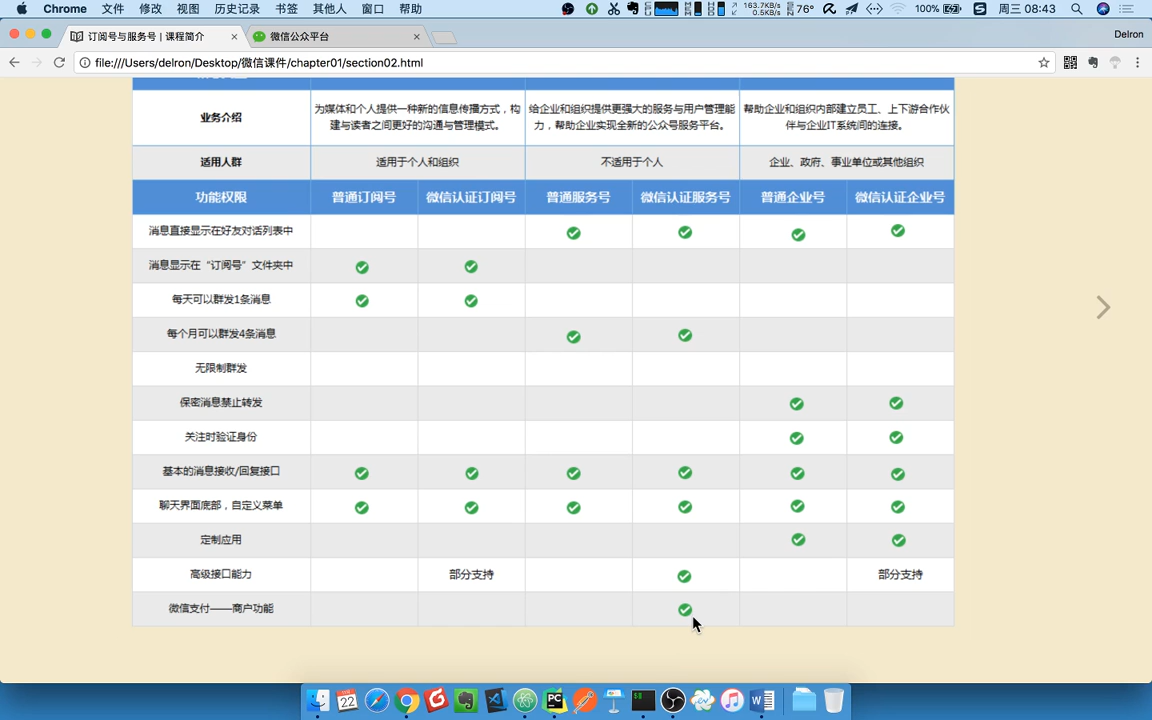 Chrome 文件 修改 视图 历史记录 书签 其他人 窗口 帮助 163.7KB/s 0.5KB/s 76° 100% 周三 08:43
订阅号与服务号 | 课程简介 微信公众平台 Delron
file:///Users/delron/Desktop/微信课件/chapter01/section02.html
业务介绍 为媒体和个人提供一种新的信息传播方式，构 给企业和组织提供更强大的服务与用户管理能 帮助企业和组织内部建立员工、上下游合作伙
建与读者之间更好的沟通与管理模式。 力，帮助企业实现全新的公众号服务平台。 伴与企业IT系统间的连接。
适用人群 适用于个人和组织 不适用于个人 企业、政府、事业单位或其他组织
功能权限 普通订阅号 微信认证订阅号 普通服务号 微信认证服务号 普通企业号 微信认证企业号
消息直接显示在好友对话列表中
消息显示在“订阅号”文件夹中
每天可以群发1条消息
每个月可以群发4条消息
无限制群发
保密消息禁止转发
关注时验证身份
基本的消息接收/回复接口
聊天界面底部，自定义菜单
定制应用
高级接口能力 部分支持 部分支持
微信支付——商户功能
22
PC